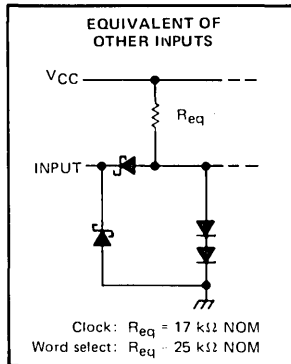 EQUIVALENT OF
OTHER INPUTS
VCC
Req
INPUT
Clock: Req = 17 kΩ NOM
Word select: Req - 25 kΩ NOM